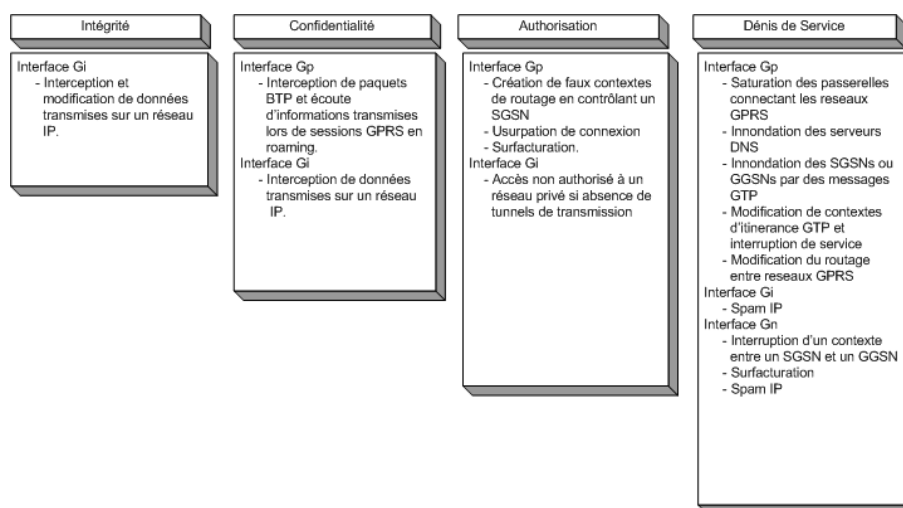 Intégrité
Interface Gi
- Interception et
modification de données
transmises sur un réseau
IP.
Confidentialité
Interface Gp
- Interception de paquets
BTP et écoute
d'informations transmises
lors de sessions GPRS en
roaming.
Interface Gi
- Interception de données
transmises sur un réseau
IP.
Authorisation
Interface Gp
- Création de faux contextes
de routage en contrôlant un
SGSN
- Usurpation de connexion
- Surfacturation.
Interface Gi
- Accès non authorisé à un
réseau privé si absence de
tunnels de transmission
Dénis de Service
Interface Gp
- Saturation des passerelles
connectant les reseaux
GPRS
- Innondation des serveurs
DNS
- Innondation des SGSNs ou
GGSNs par des messages
GTP
- Modification de contextes
d'itinerance GTP et
interruption de service
- Modification du routage
entre reseaux GPRS
Interface Gi
- Spam IP
Interface Gn
- Interruption d'un contexte
entre un SGSN et un GGSN
- Surfacturation
- Spam IP